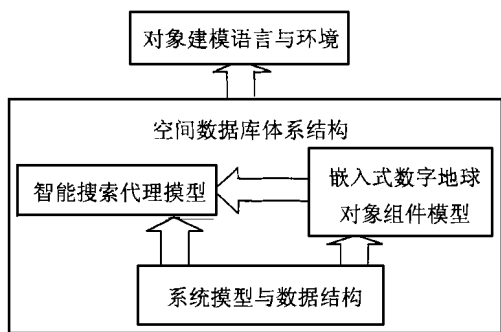 对象建模语言与环境
空间数据库体系结构
智能搜索代理摸型
嵌入式数字地球
对象组件模型
系统摸型与数据结构